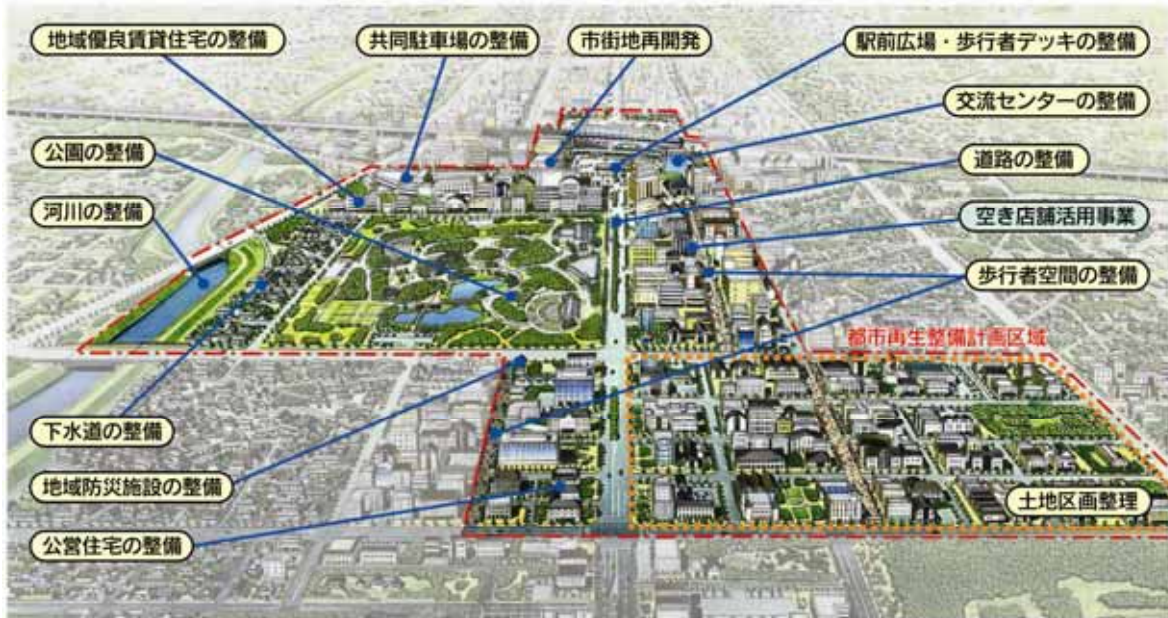 地域優良賃貸住宅の整備
共同駐車場の整備
市街地再開発
駅前広場・歩行者デッキの整備
交流センターの整備
公園の整備
道路の整備
河川の整備
空き店舗活用事業
歩行者空間の整備
都市再生整備計画区域
下水道の整備
地域防災施設の整備
土地区画整理
公営住宅の整備